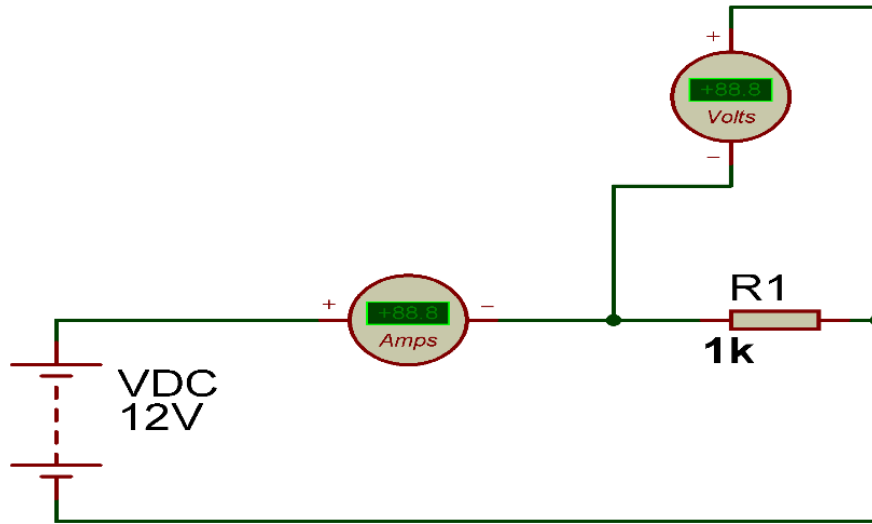 +
+88.8
Volts
−
R1
+ +88.8 −
Amps
1k
VDC
12V